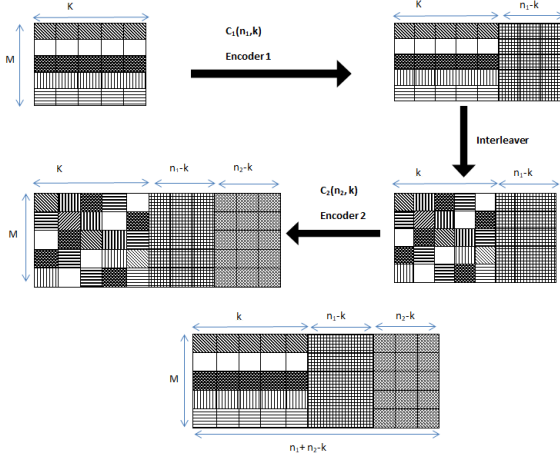 K
n₁-k
K
C₁(n₁,k)
M
Encoder 1
M
Interleaver
K
n₁-k
n₂-k
k
n₁-k
C₂(n₂, k)
M
Encoder 2
M
k
n₁-k
n₂-k
M
n₁+ n₂-k